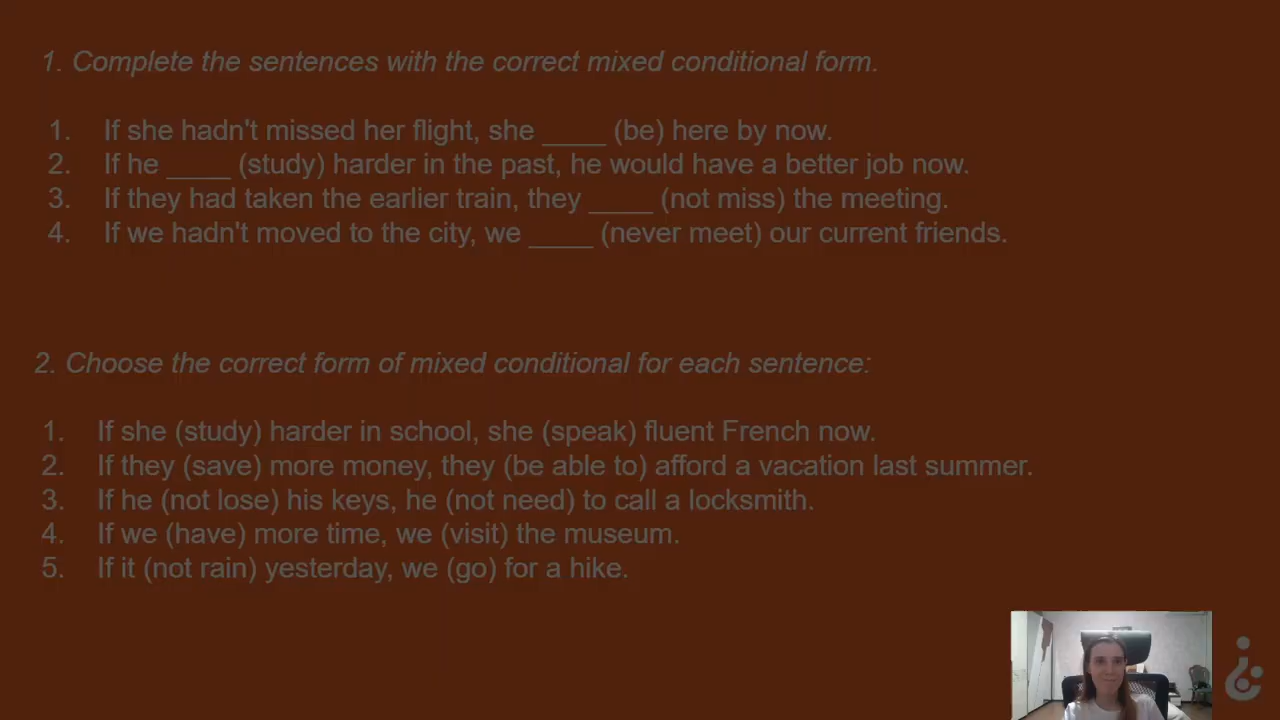 1. Complete the sentences with the correct mixed conditional form.
1. If she hadn't missed her flight, she ____ (be) here by now.
2. If he ____ (study) harder in the past, he would have a better job now.
3. If they had taken the earlier train, they ____ (not miss) the meeting.
4. If we hadn't moved to the city, we ____ (never meet) our current friends.
2. Choose the correct form of mixed conditional for each sentence:
1. If she (study) harder in school, she (speak) fluent French now.
2. If they (save) more money, they (be able to) afford a vacation last summer.
3. If he (not lose) his keys, he (not need) to call a locksmith.
4. If we (have) more time, we (visit) the museum.
5. If it (not rain) yesterday, we (go) for a hike.